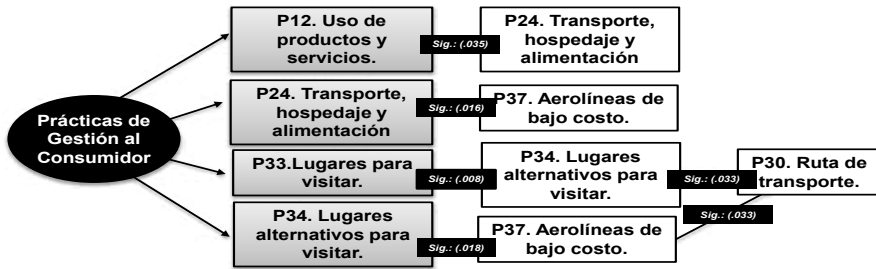 P12. Uso de
productos y
servicios.
Sig.: (.035)
P24. Transporte,
hospedaje y
alimentación
P24. Transporte,
hospedaje y
alimentación
Sig.: (.016)
P37. Aerolíneas de
bajo costo.
Prácticas de
Gestión al
Consumidor
P33.Lugares para
visitar.
Sig.: (.008)
P34. Lugares
alternativos para
visitar.
Sig.: (.033)
P30. Ruta de
transporte.
Sig.: (.033)
P34. Lugares
alternativos para
visitar.
Sig.: (.018)
P37. Aerolíneas de
bajo costo.